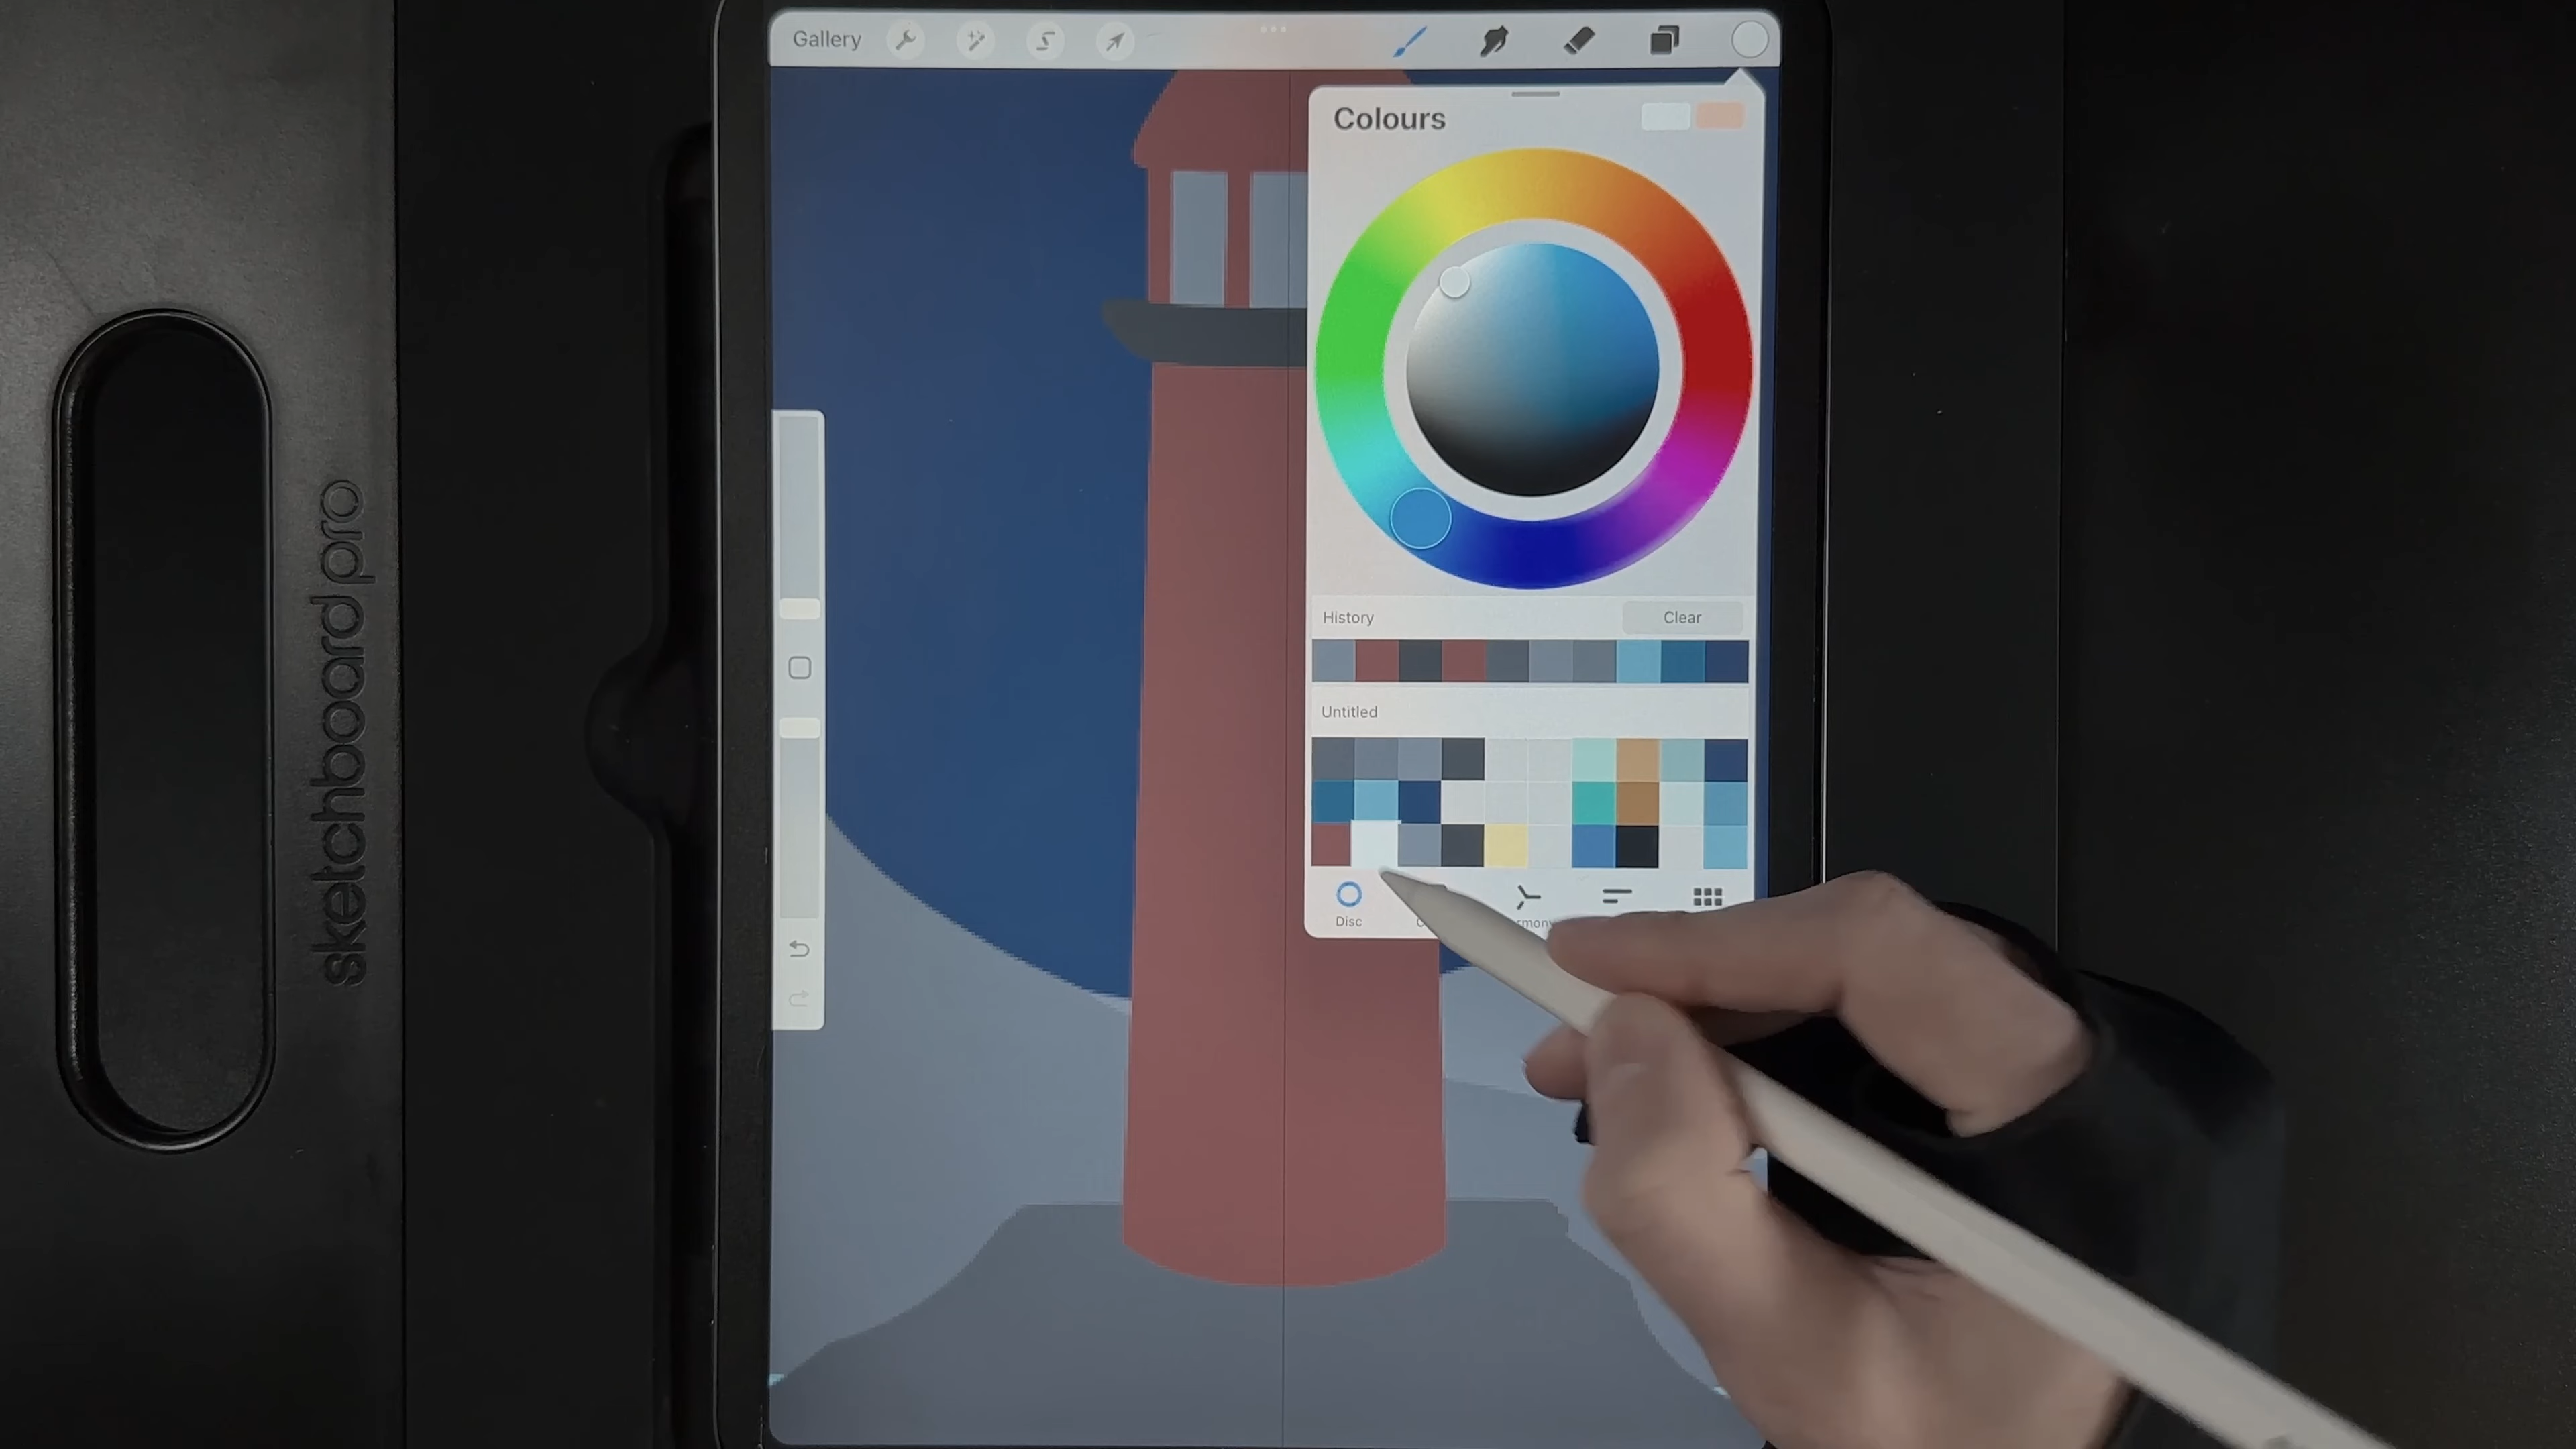 Gallery
Colours
History
Clear
Untitled
Disc
sketchboard pro